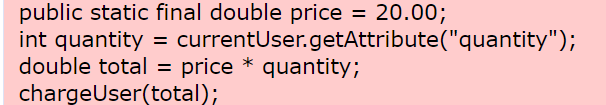 public static final double price = 20.00;
int quantity = currentUser.getAttribute("quantity");
double total = price * quantity;
chargeUser(total);